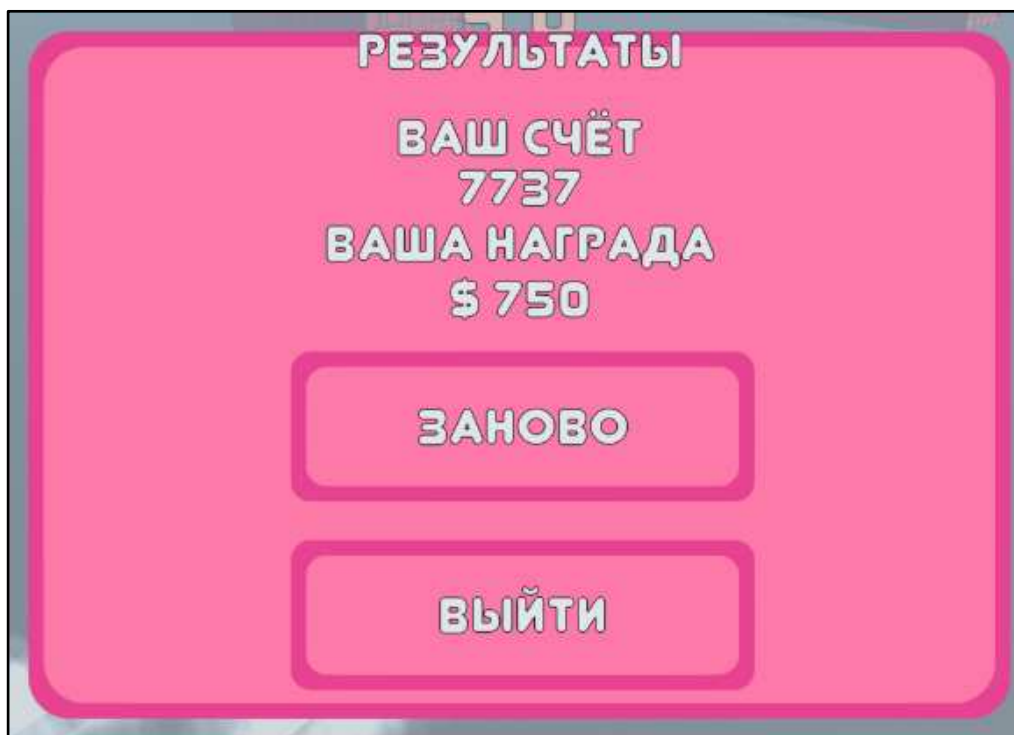 РЕЗУЛЬТАТЫ
ВАШ СЧЁТ
7737
ВАША НАГРАДА
$ 750
ЗАНОВО
ВЫЙТИ